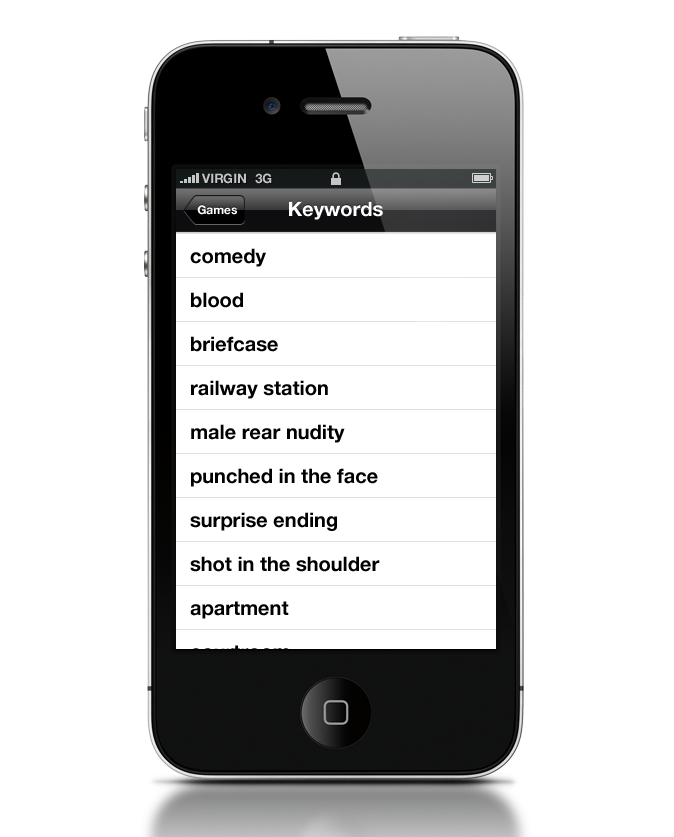 VIRGIN 3G
Games
Keywords
comedy
blood
briefcase
railway station
male rear nudity
punched in the face
surprise ending
shot in the shoulder
apartment